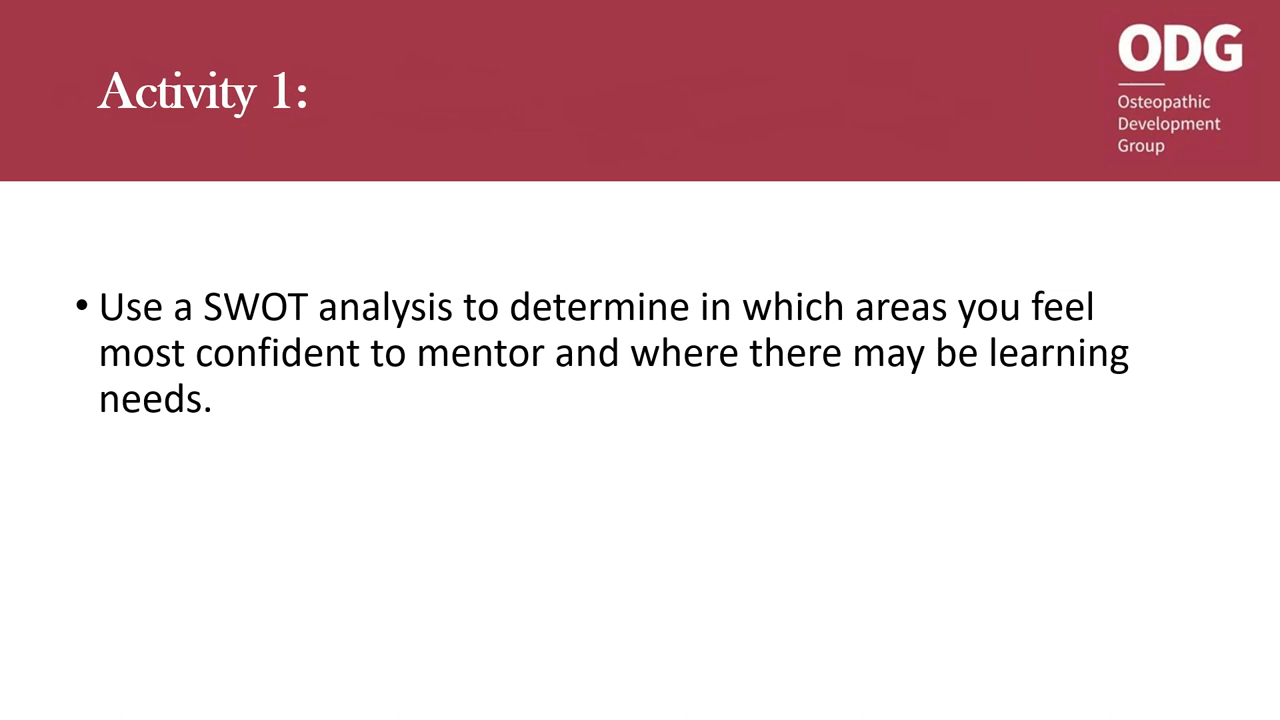 Activity 1:
ODG
Osteopathic
Development
Group
• Use a SWOT analysis to determine in which areas you feel
most confident to mentor and where there may be learning
needs.